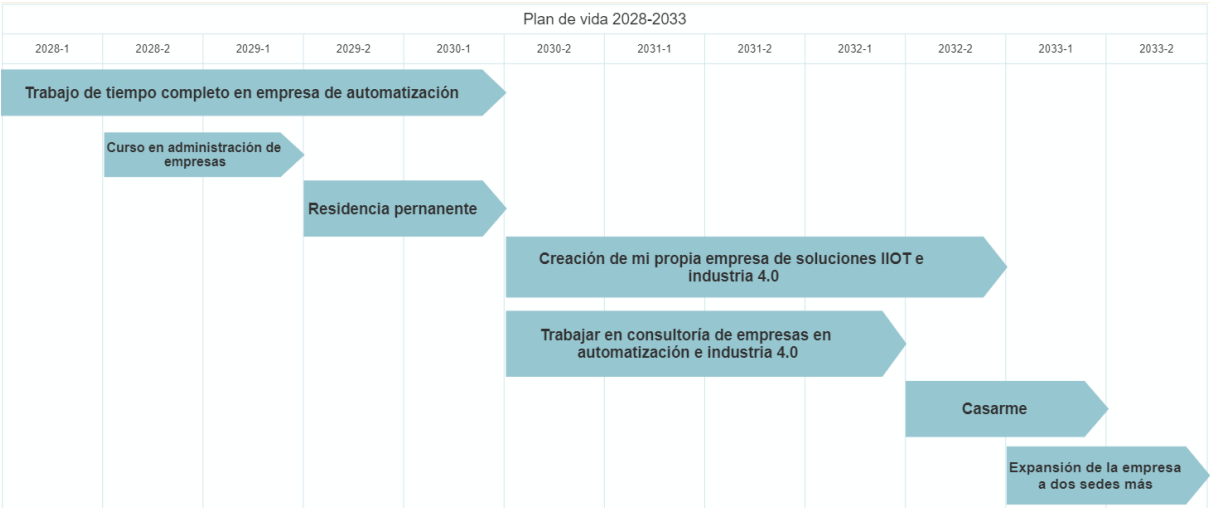 Plan de vida 2028-2033
2028-1 2028-2 2029-1 2029-2 2030-1 2030-2 2031-1 2031-2 2032-1 2032-2 2033-1 2033-2
Trabajo de tiempo completo en empresa de automatización
Curso en administración de
empresas
Residencia pernanente
Creación de mi propia empresa de soluciones IIOT e
industria 4.0
Trabajar en consultoría de empresas en
automatización e industria 4.0
Casarme
Expansión de la empresa
a dos sedes más